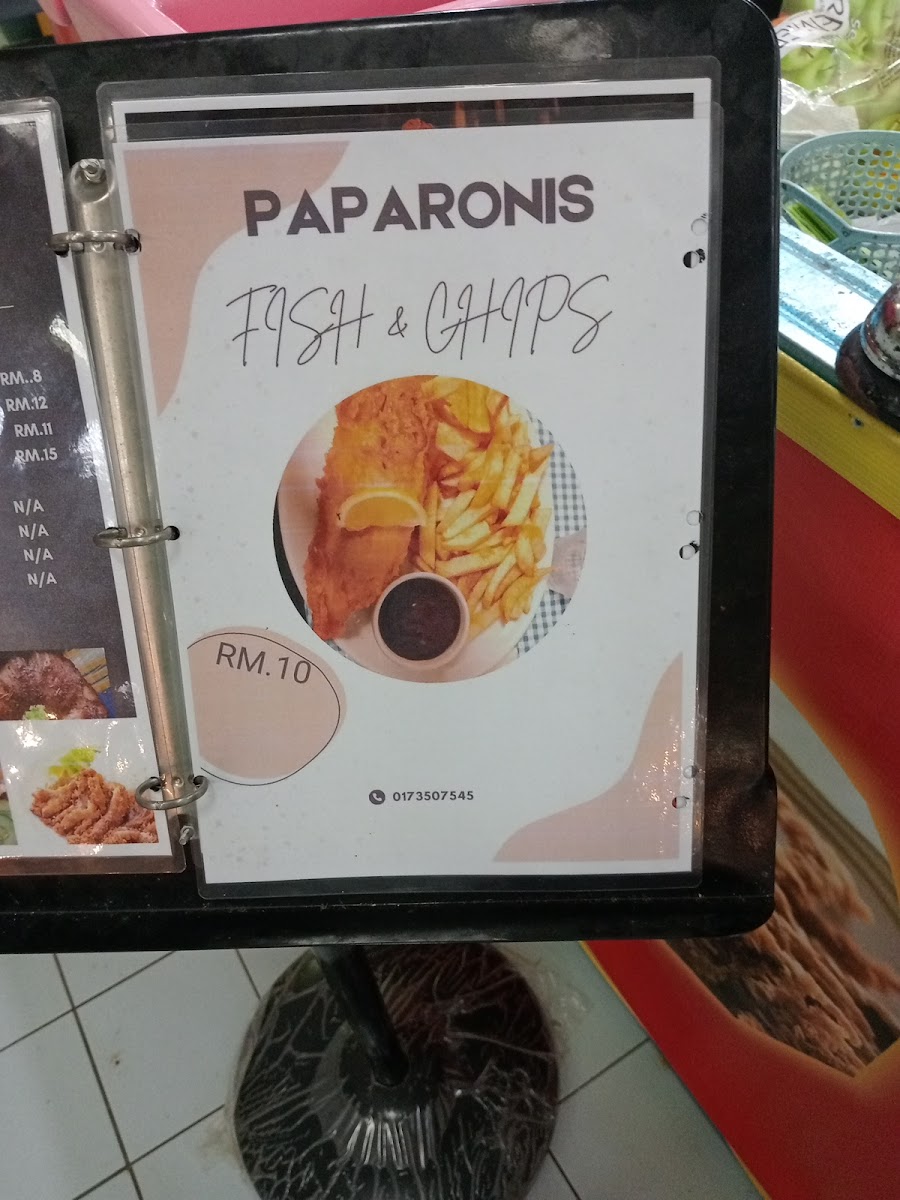 RM..8
RM.12
RM.11
RM.15
N/A
N/A
N/A
N/A
PAPARONIS
FISH & CHIPS
RM.10
0173507545